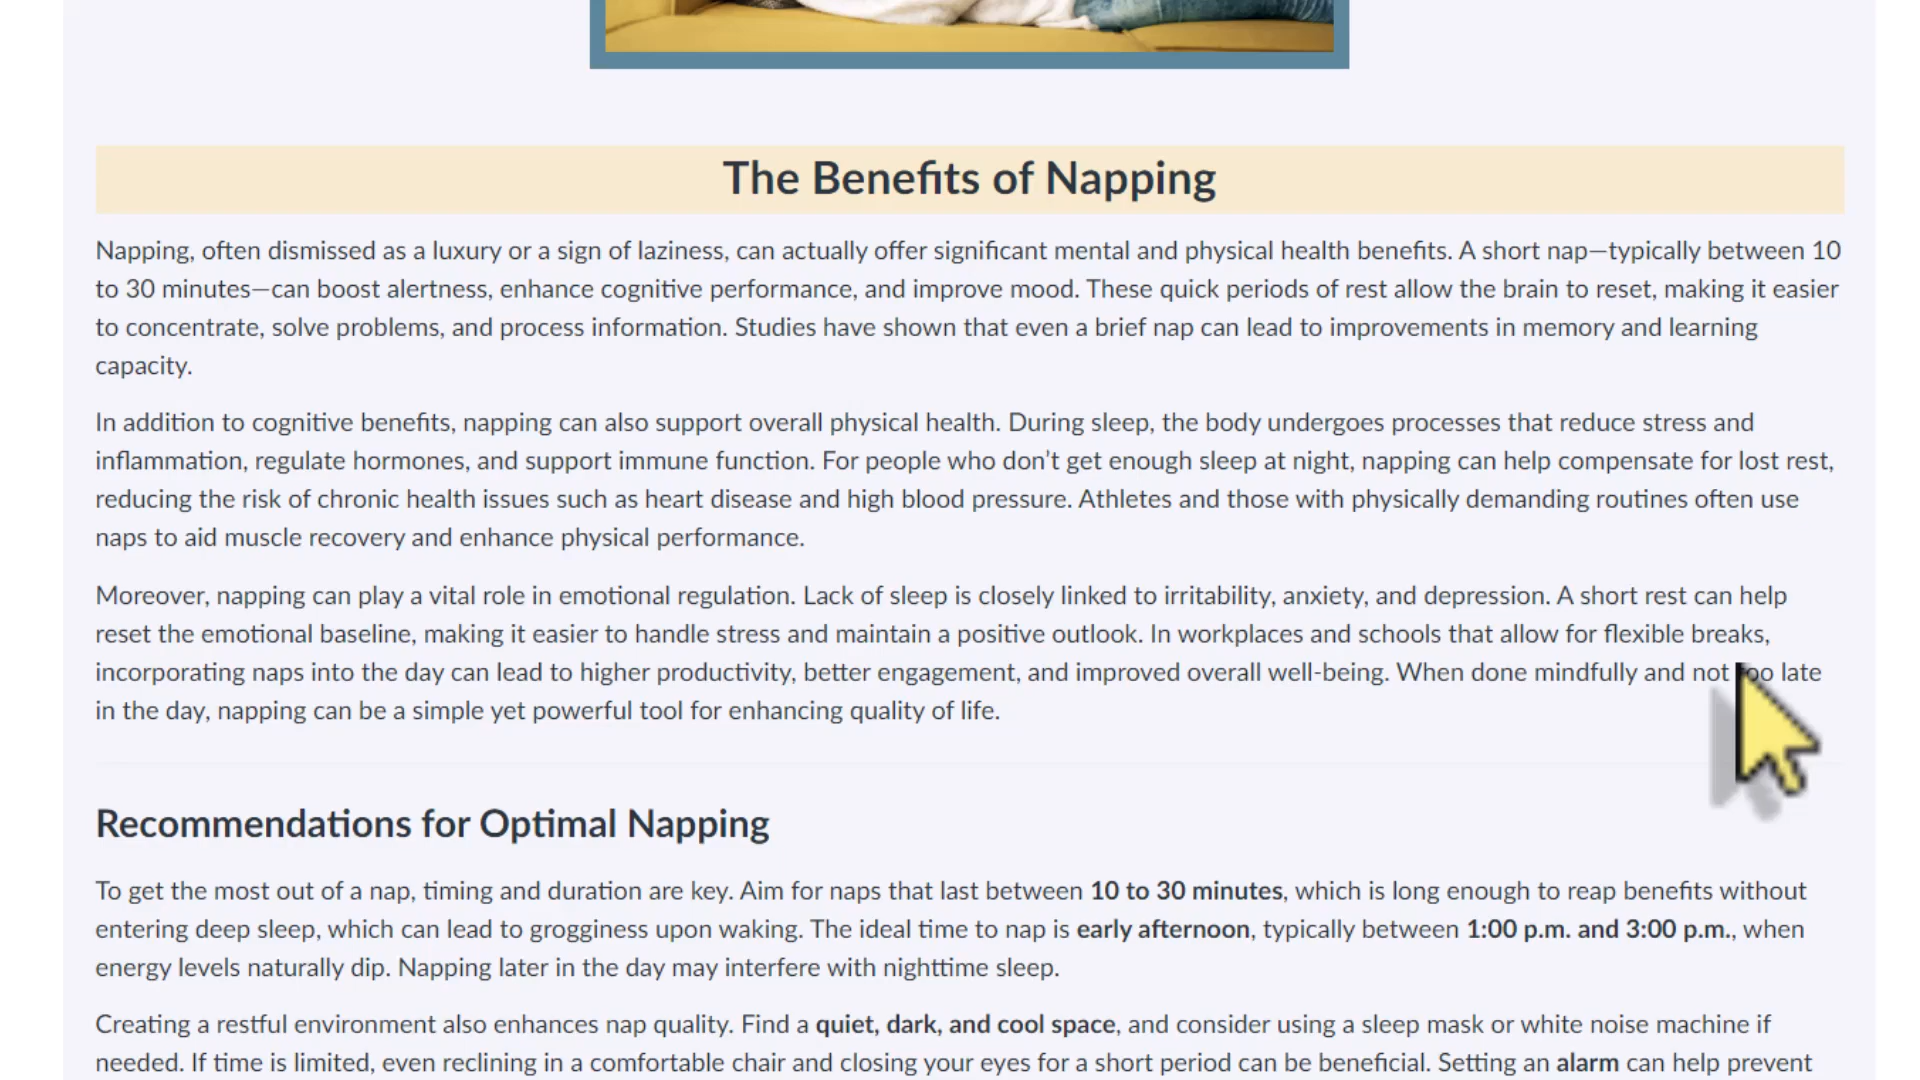 The Benefits of Napping
Napping, often dismissed as a luxury or a sign of laziness, can actually offer significant mental and physical health benefits. A short nap—typically between 10
to 30 minutes—can boost alertness, enhance cognitive performance, and improve mood. These quick periods of rest allow the brain to reset, making it easier
to concentrate, solve problems, and process information. Studies have shown that even a brief nap can lead to improvements in memory and learning
capacity.
In addition to cognitive benefits, napping can also support overall physical health. During sleep, the body undergoes processes that reduce stress and
inflammation, regulate hormones, and support immune function. For people who don't get enough sleep at night, napping can help compensate for lost rest,
reducing the risk of chronic health issues such as heart disease and high blood pressure. Athletes and those with physically demanding routines often use
naps to aid muscle recovery and enhance physical performance.
Moreover, napping can play a vital role in emotional regulation. Lack of sleep is closely linked to irritability, anxiety, and depression. A short rest can help
reset the emotional baseline, making it easier to handle stress and maintain a positive outlook. In workplaces and schools that allow for flexible breaks,
incorporating naps into the day can lead to higher productivity, better engagement, and improved overall well-being. When done mindfully and not too late
in the day, napping can be a simple yet powerful tool for enhancing quality of life.
Recommendations for Optimal Napping
To get the most out of a nap, timing and duration are key. Aim for naps that last between 10 to 30 minutes, which is long enough to reap benefits without
entering deep sleep, which can lead to grogginess upon waking. The ideal time to nap is early afternoon, typically between 1:00 p.m. and 3:00 p.m., when
energy levels naturally dip. Napping later in the day may interfere with nighttime sleep.
Creating a restful environment also enhances nap quality. Find a quiet, dark, and cool space, and consider using a sleep mask or white noise machine if
needed. If time is limited, even reclining in a comfortable chair and closing your eyes for a short period can be beneficial. Setting an alarm can help prevent